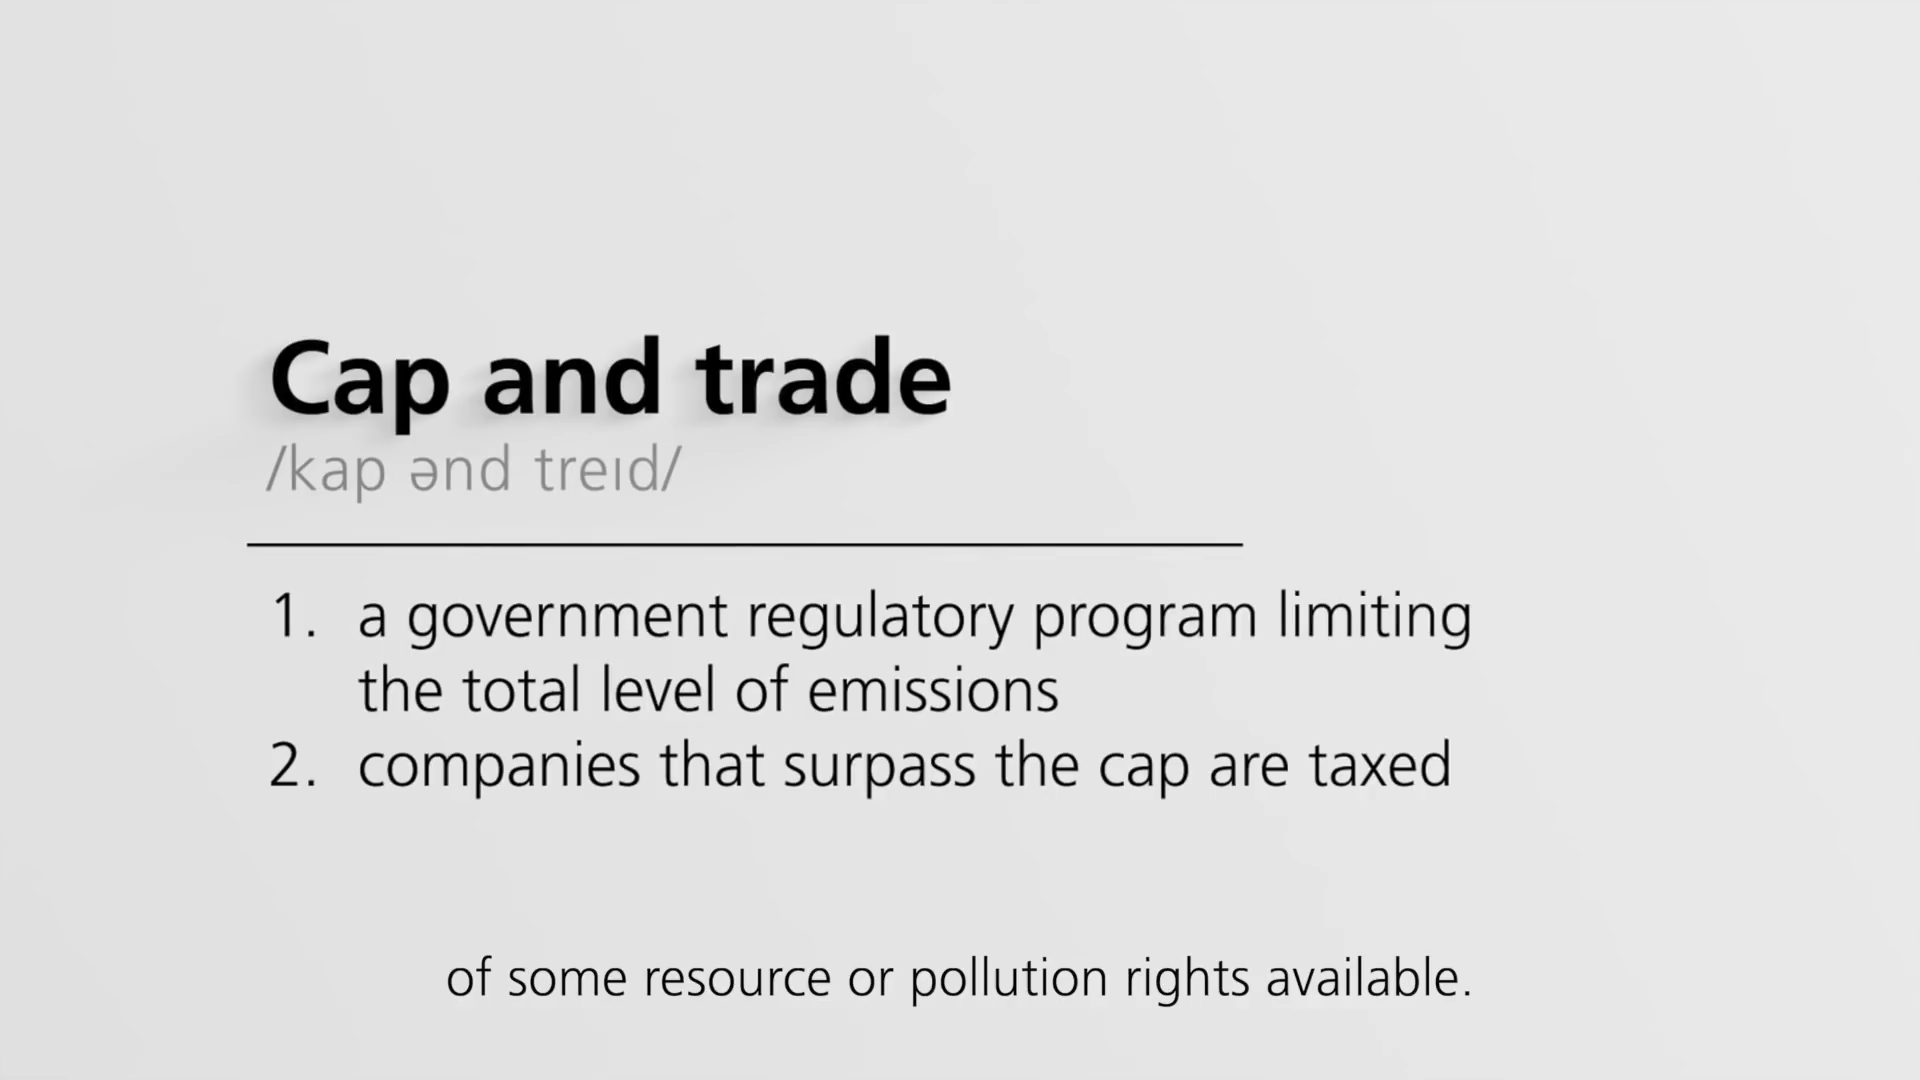 Cap and trade
/kap ənd treıd/
1. a government regulatory program limiting
the total level of emissions
2. companies that surpass the cap are taxed
of some resource or pollution rights available.